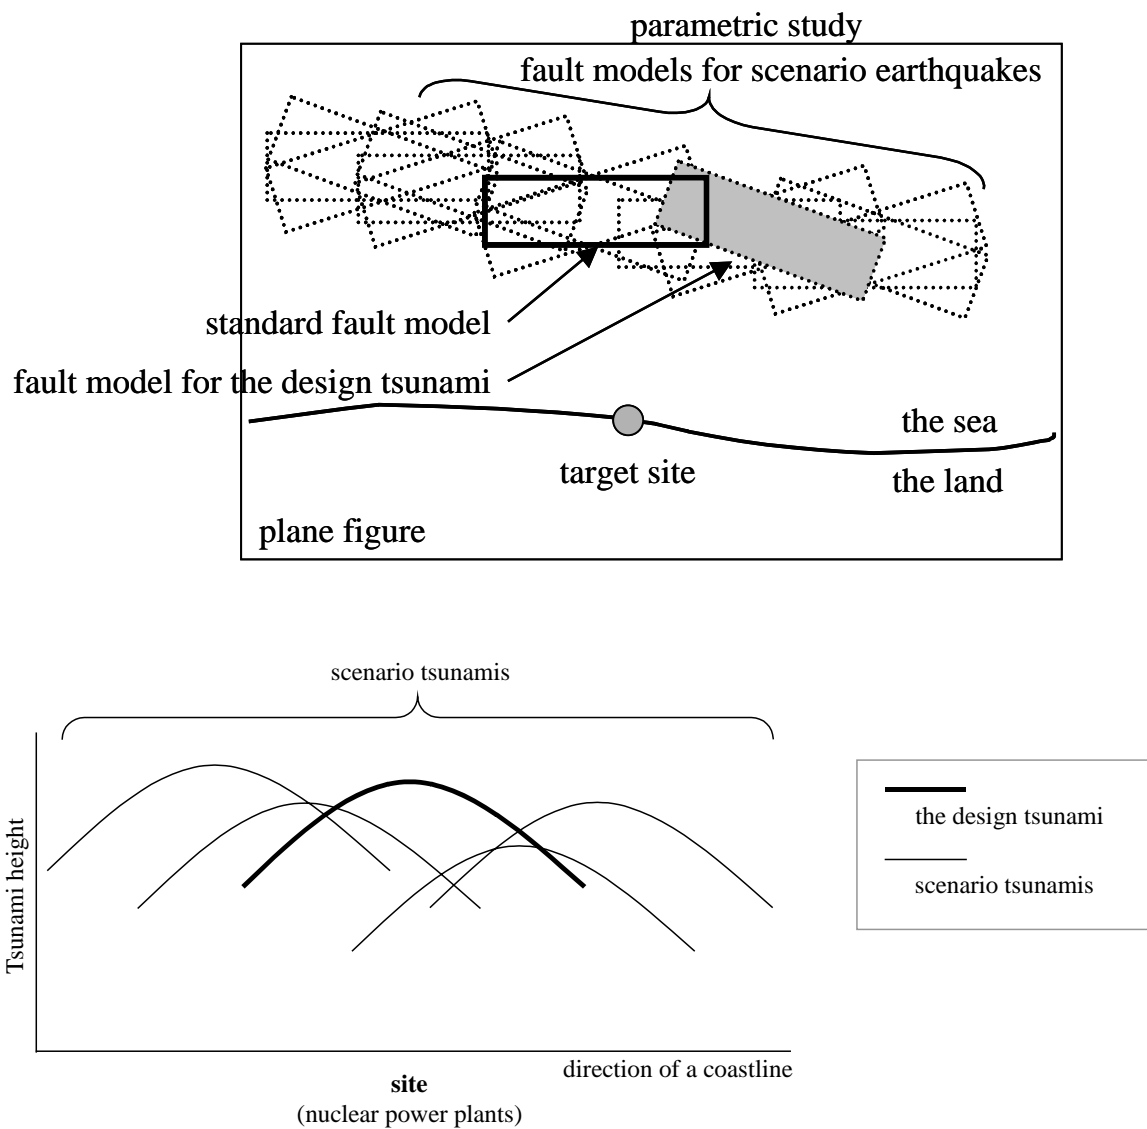 parametric study
fault models for scenario earthquakes
standard fault model
fault model for the design tsunami
the sea
target site
the land
plane figure
scenario tsunamis
Tsunami height
the design tsunami
scenario tsunamis
direction of a coastline
site
(nuclear power plants)